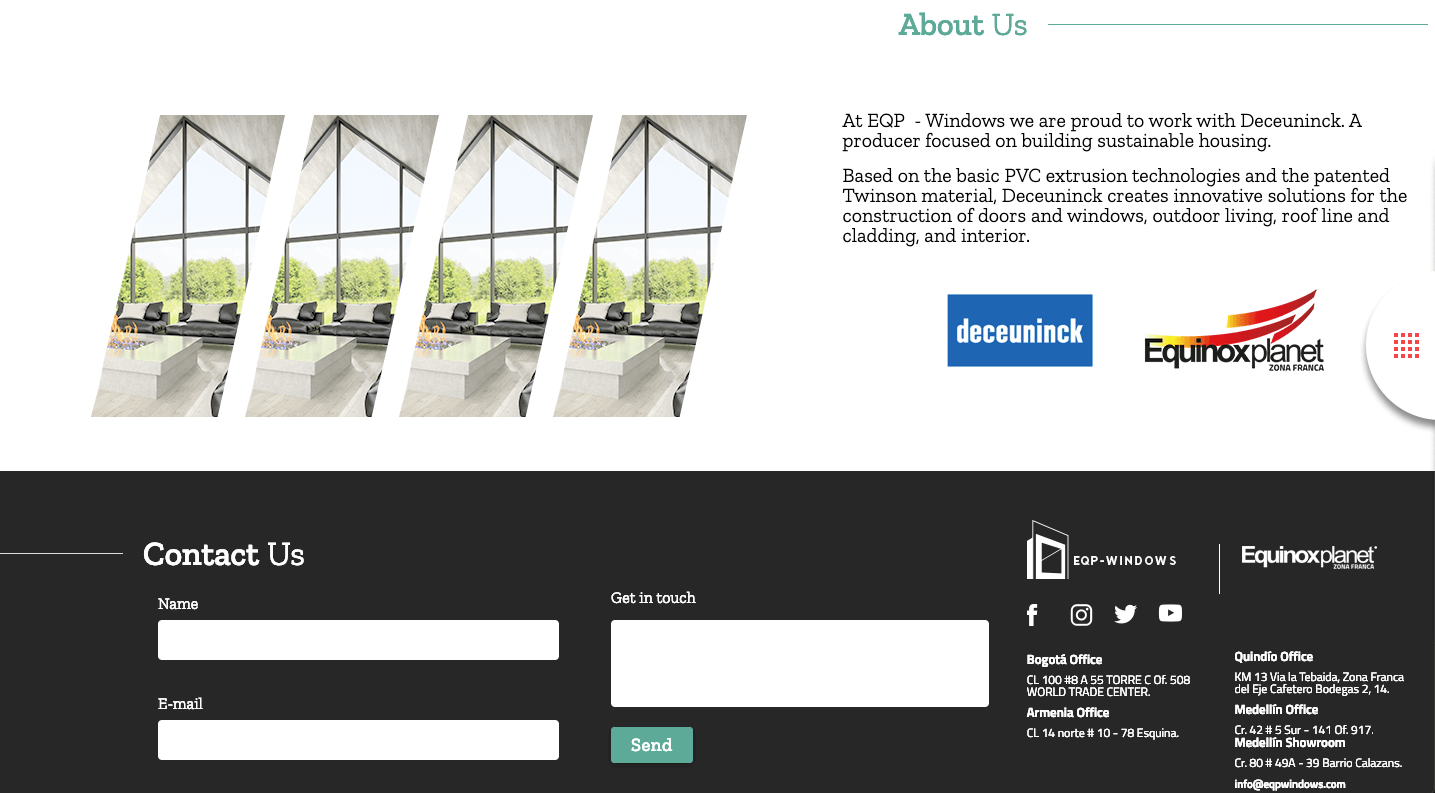 About Us
At EQP - Windows we are proud to work with Deceuninck. A
producer focused on building sustainable housing.
Based on the basic PVC extrusion technologies and the patented
Twinson material, Deceuninck creates innovative solutions for the
construction of doors and windows, outdoor living, roof line and
cladding, and interior.
deceuninck
Equinoxplanet
ZONA FRANCA
Contact Us
Name
E-mail
Get in touch
Send
EQP-WINDOWS
Equinoxplanet
ZONA FRANCA
Bogotá Office
CL 100 #8 A 55 TORRE C Of. 508
WORLD TRADE CENTER.
Armenia Office
CL 14 norte # 10 - 78 Esquina.
Quindío Office
KM 13 Via la Tebaida, Zona Franca
del Eje Cafetero Bodegas 2, 14.
Medellín Office
Cr. 42 # 5 Sur - 141 Of. 917.
Medellín Showroom
Cr. 80 # 49A - 39 Barrio Calazans.
info@eqpwindows.com